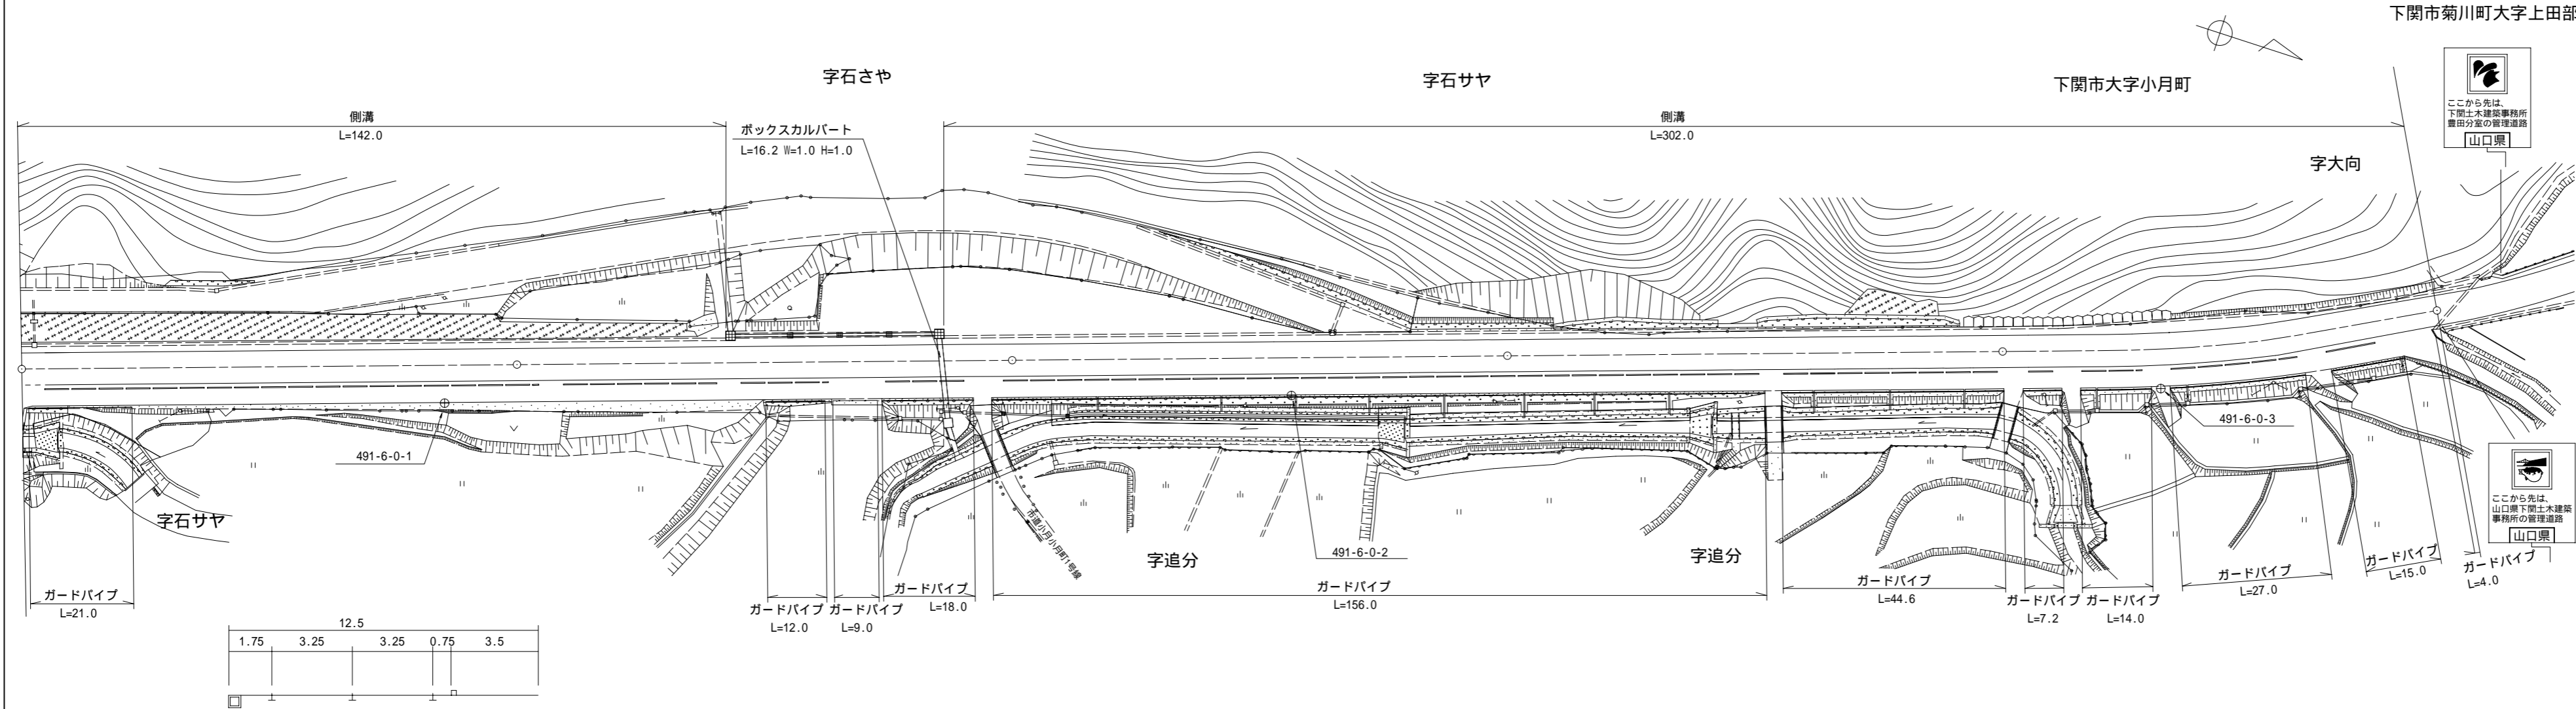 下関市菊川町大字上田部
字石さや
字石サヤ
下関市大字小月町
側溝
L=142.0
ボックスカルバート
L=16.2 W=1.0 H=1.0
側溝
L=302.0
ここから先は、
下関土木建築事務所
豊田分室の管理道路
山口県
字大向
491-6-0-1
491-6-0-2
491-6-0-3
字石サヤ
市道小月小月町1号線
字追分
字追分
ここから先は、
山口県下関土木建築
事務所の管理道路
山口県
ガードパイプ
L=21.0
ガードパイプ
L=12.0
ガードパイプ
L=9.0
ガードパイプ
L=18.0
ガードパイプ
L=156.0
ガードパイプ
L=44.6
ガードパイプ
L=7.2
ガードパイプ
L=14.0
ガードパイプ
L=27.0
ガードパイプ
L=15.0
ガードパイプ
L=4.0
12.5
1.75 3.25 3.25 0.75 3.5